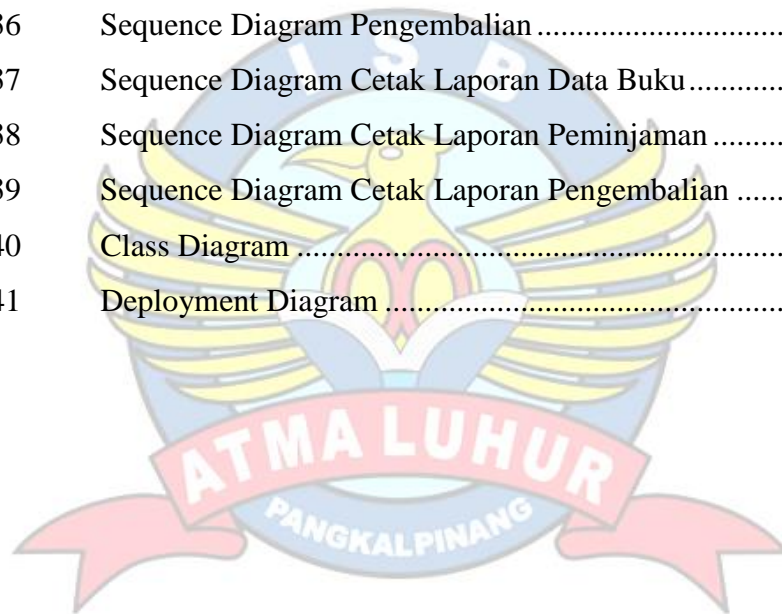 36 Sequence Diagram Pengembalian ...............................
37 Sequence Diagram Cetak Laporan Data Buku ............
38 Sequence Diagram Cetak Laporan Peminjaman .........
39 Sequence Diagram Cetak Laporan Pengembalian ......
40 Class Diagram .............................................................
41 Deployment Diagram ..................................................
I S B
ATMA LUHUR
PANGKALPINANG